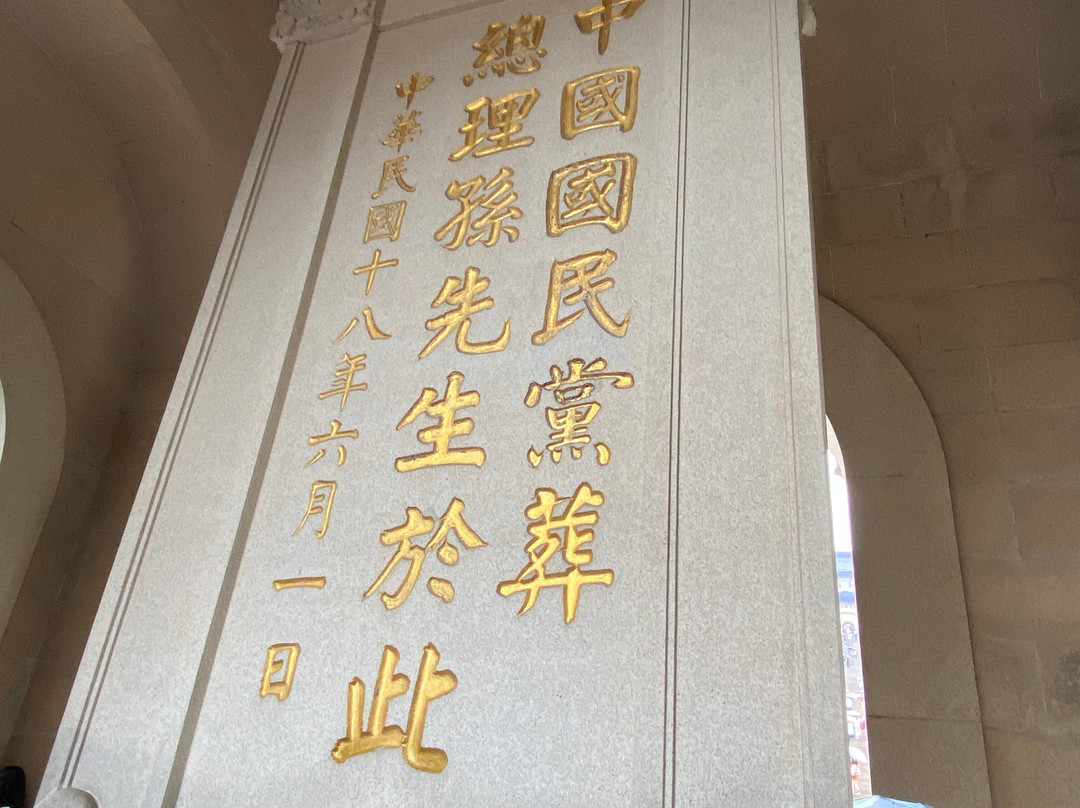 中國國民黨葬
總理孫先生於此
中華民國十八年六月一日